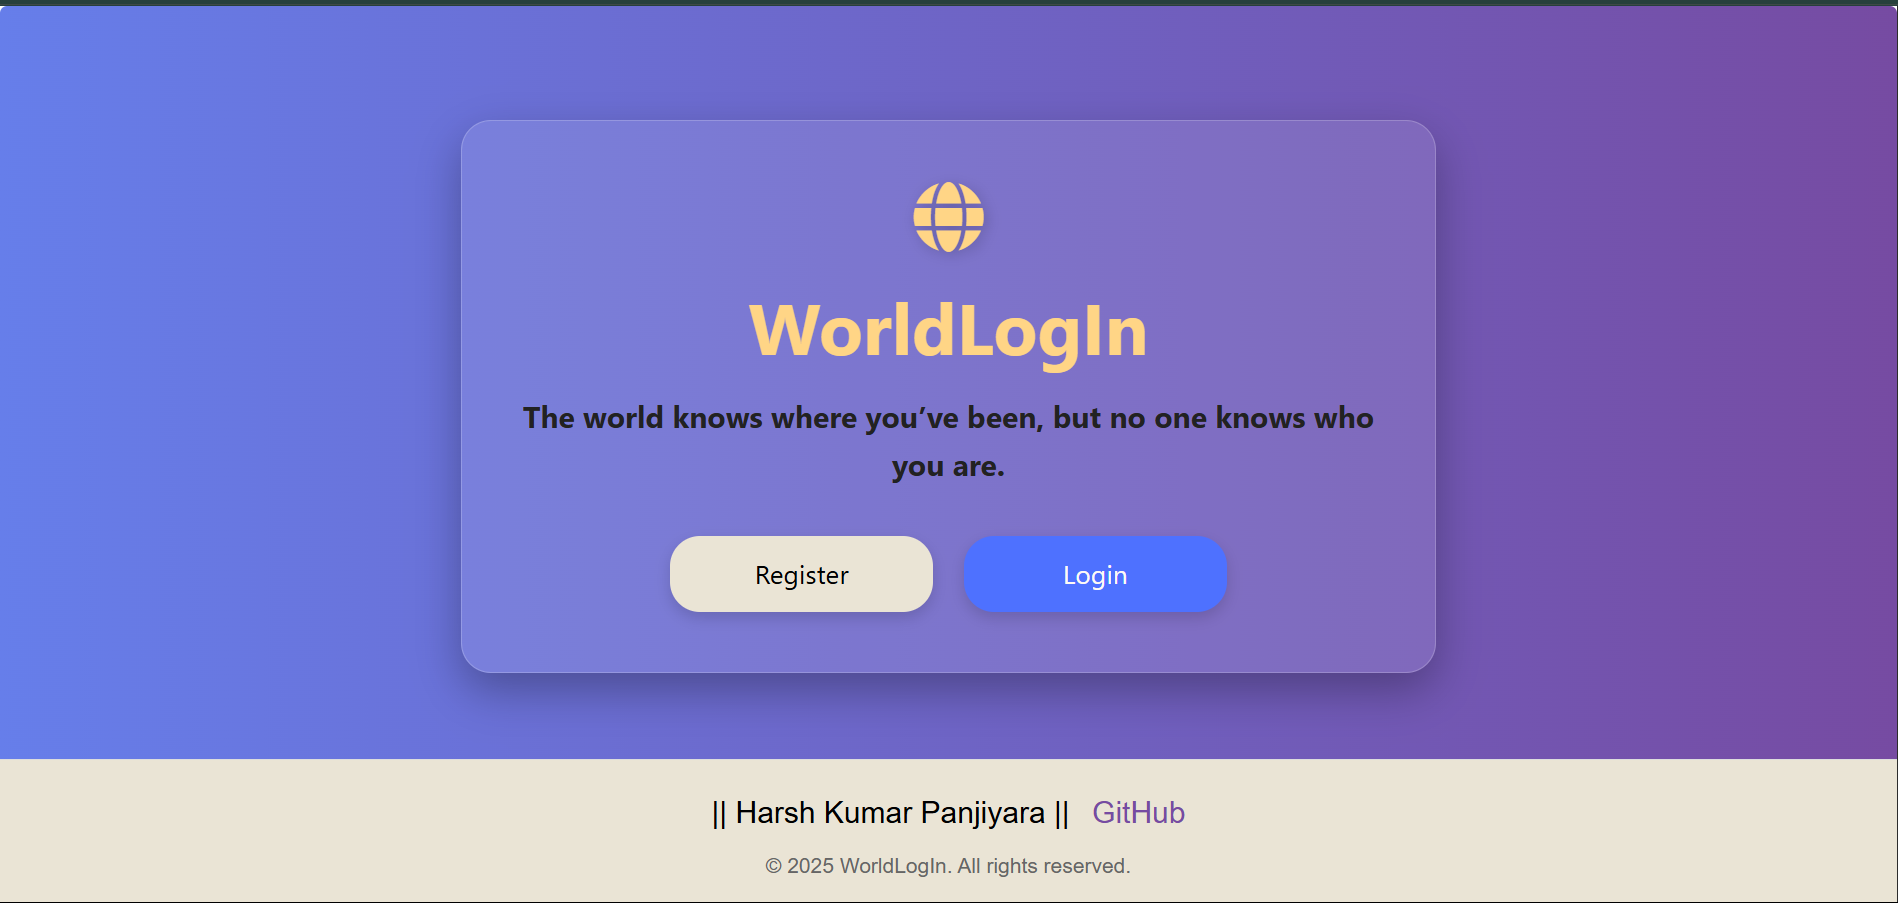 WorldLogIn
The world knows where you’ve been, but no one knows who
you are.
Register Login
|| Harsh Kumar Panjiyara || GitHub
© 2025 WorldLogIn. All rights reserved.